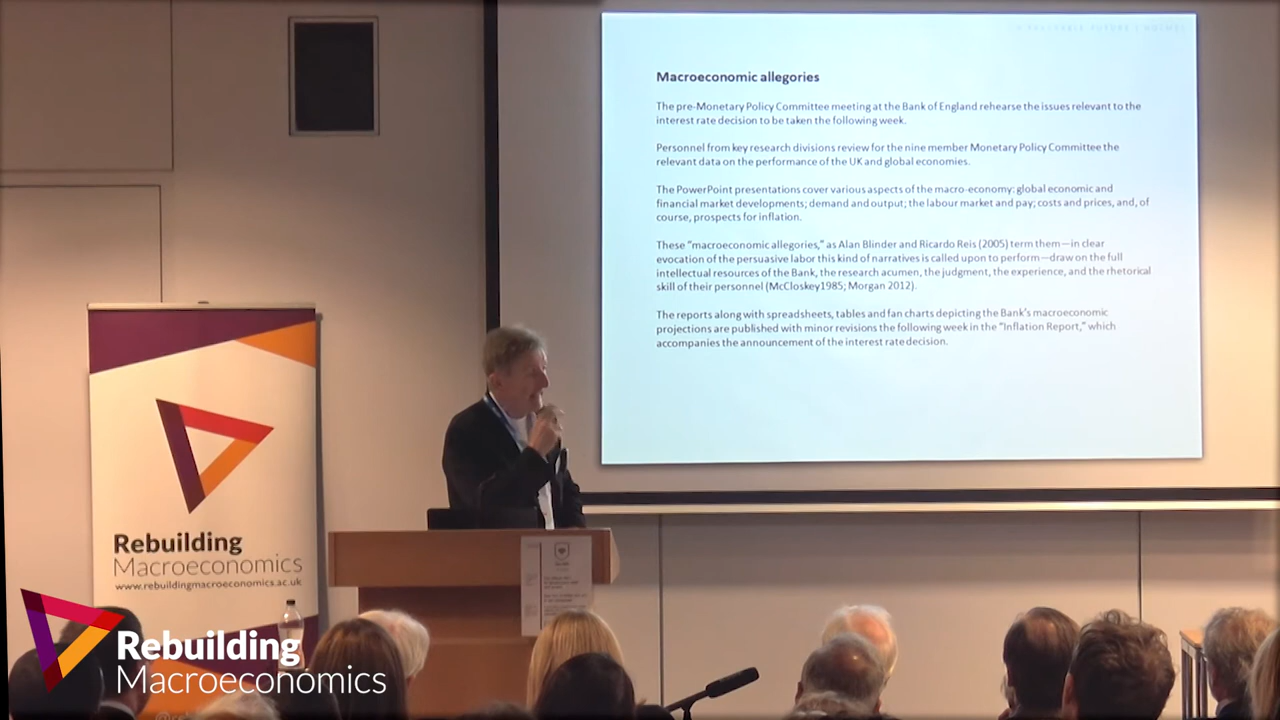 Macroeconomic allegories
The pre-Monetary Policy Committee meeting at the Bank of England rehearse the issues relevant to the
interest rate decision to be taken the following week.
Personnel from key research divisions review for the nine member Monetary Policy Committee the
relevant data on the performance of the UK and global economies.
The PowerPoint presentations cover various aspects of the macro-economy: global economic and
financial market developments; demand and output; the labour market and pay; costs and prices, and, of
course, prospects for inflation.
These "macroeconomic allegories," as Alan Blinder and Ricardo Reis (2005) term them—in clear
evocation of the persuasive labor this kind of narratives is called upon to perform—draw on the full
intellectual resources of the Bank, the research acumen, the judgment, the experience, and the rhetorical
skill of their personnel (McCloskey1985; Morgan 2012).
The reports along with spreadsheets, tables and fan charts depicting the Bank's macroeconomic
projections are published with minor revisions the following week in the "Inflation Report," which
accompanies the announcement of the interest rate decision.
Rebuilding
Macroeconomics
www.rebuildingmacroeconomics.ac.uk
Rebuilding
Macroeconomics